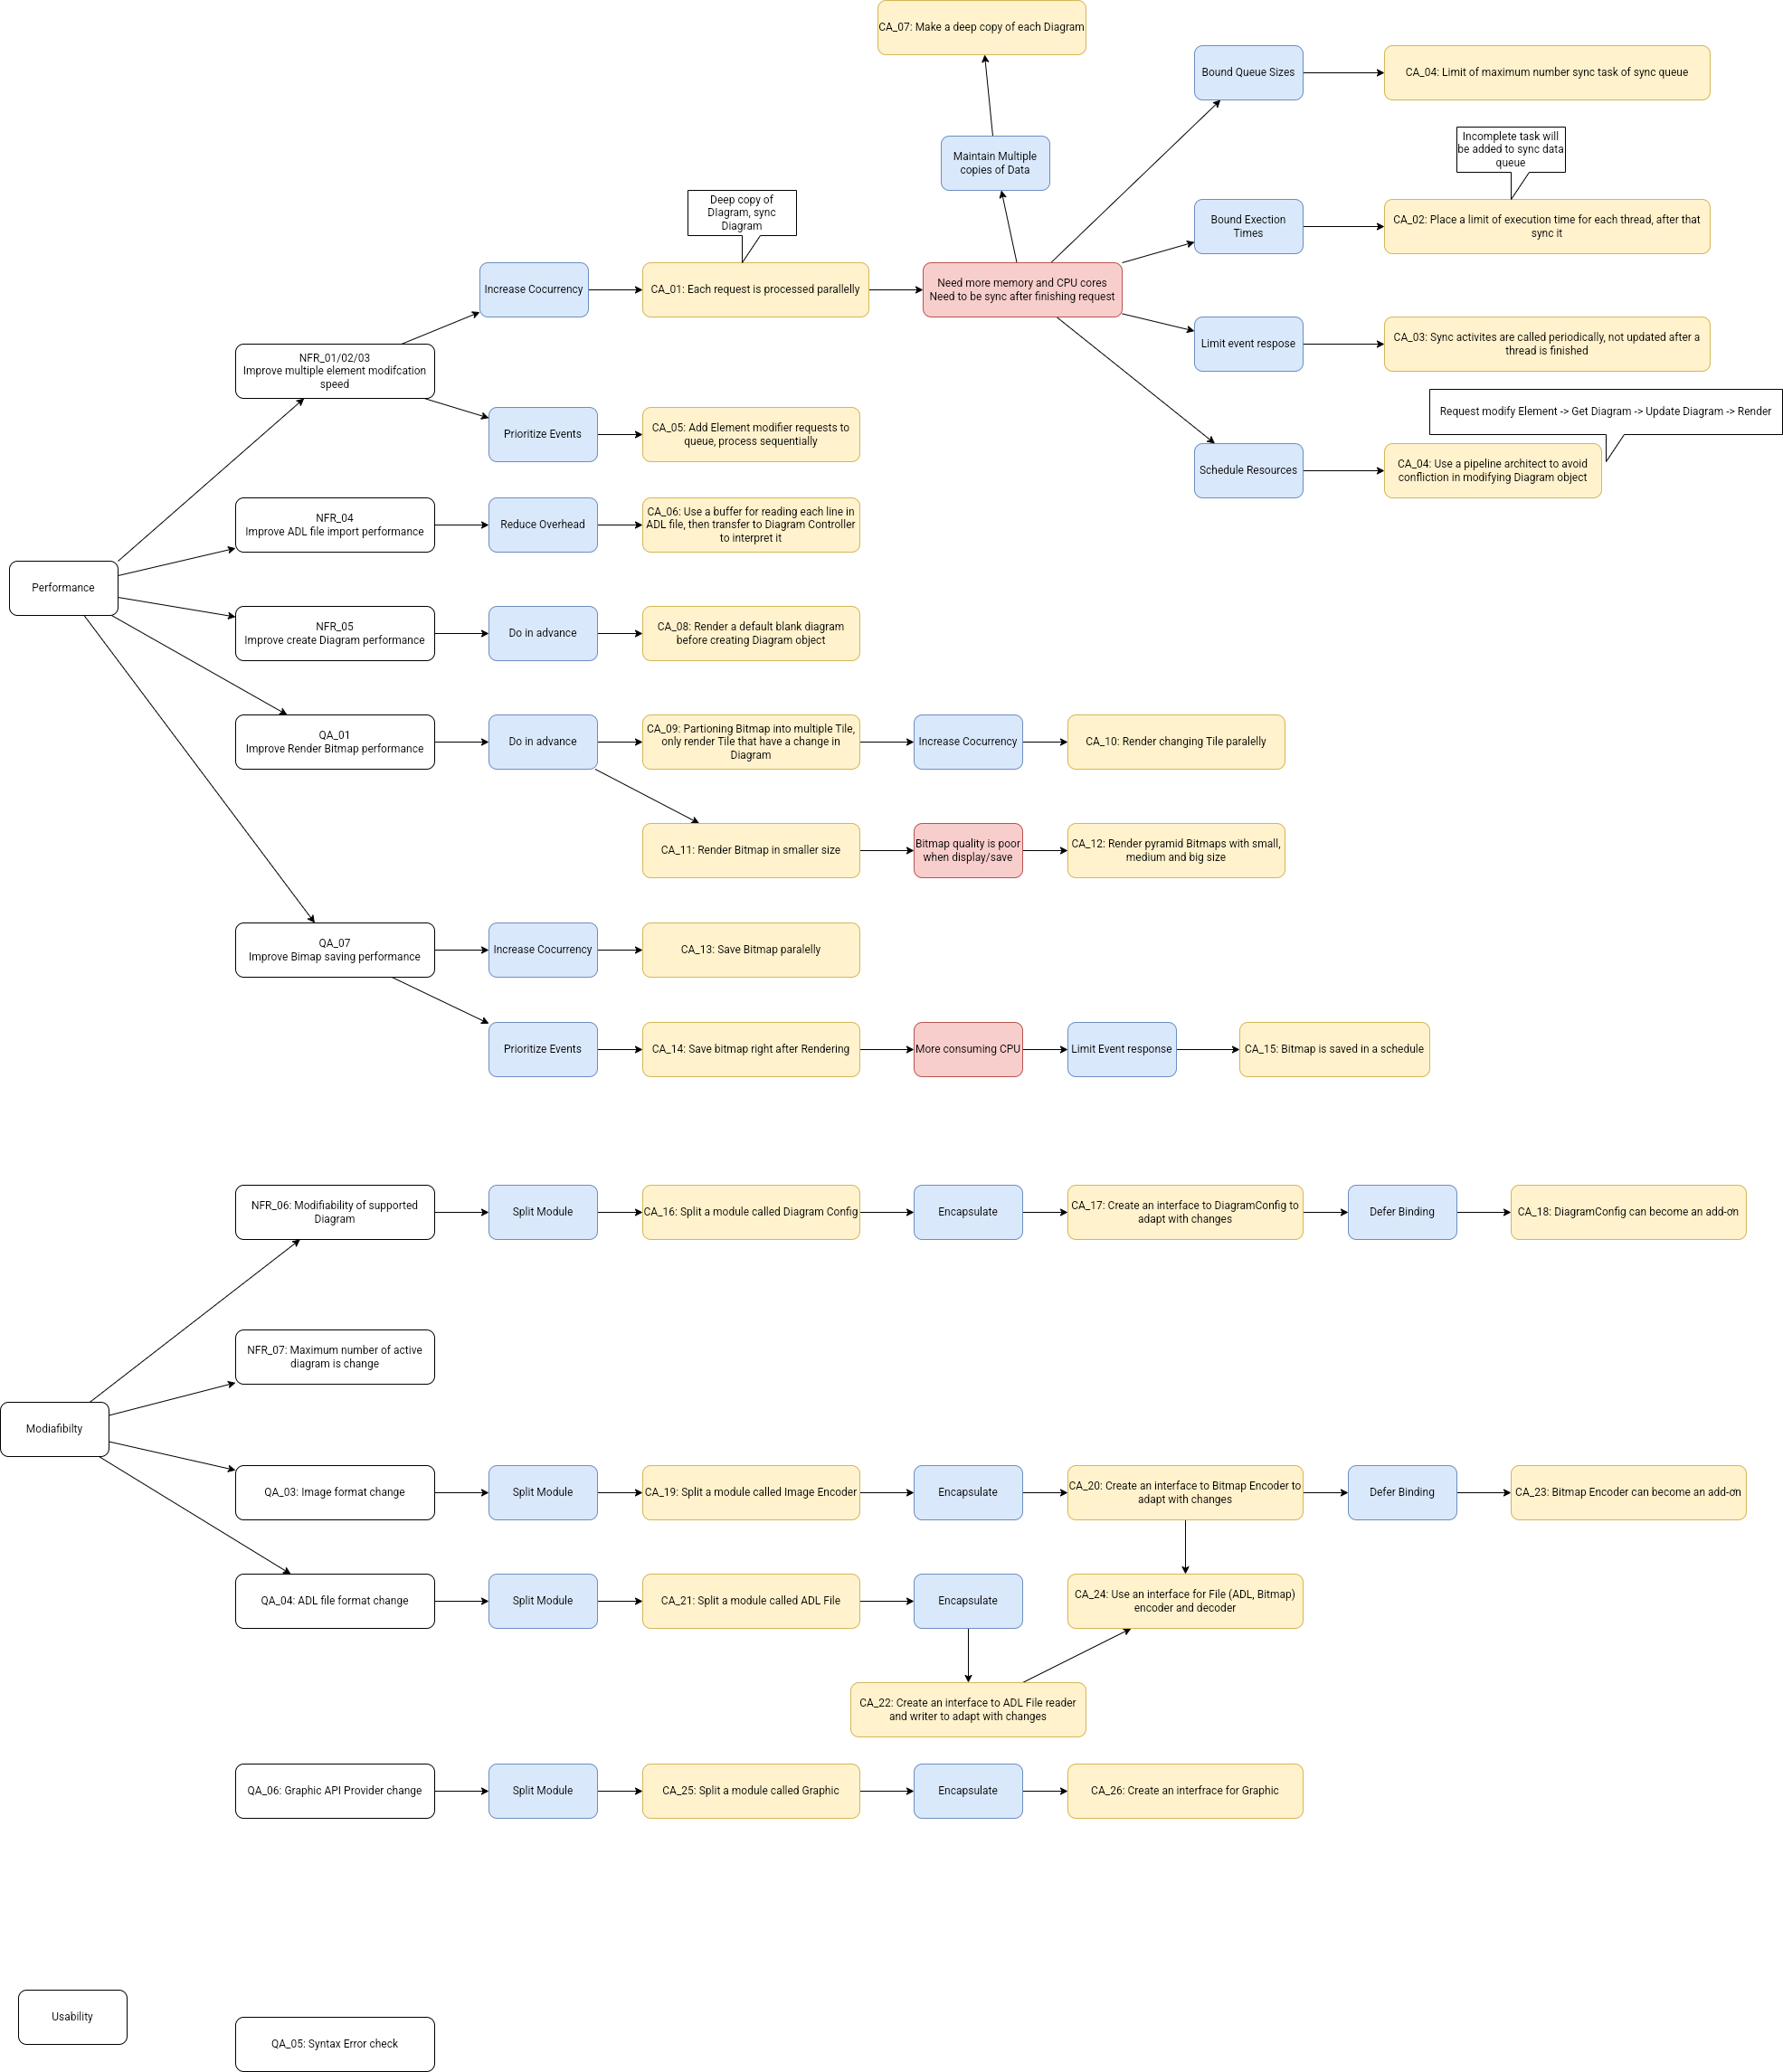 CA_07: Make a deep copy of each Diagram
Bound Queue Sizes
CA_04: Limit of maximum number sync task of sync queue
Maintain Multiple
copies of Data
Incomplete task will
be added to sync data
queue
Deep copy of
DIagram, sync
Diagram
Bound Exection
Times
CA_02: Place a limit of execution time for each thread, after that
sync it
Increase Cocurrency
CA_01: Each request is processed parallelly
Need more memory and CPU cores
Need to be sync after finishing request
Limit event respose
CA_03: Sync activites are called periodically, not updated after a
thread is finished
NFR_01/02/03
Improve multiple element modifcation
speed
Request modify Element -> Get Diagram -> Update Diagram -> Render
Prioritize Events
CA_05: Add Element modifier requests to
queue, process sequentially
Schedule Resources
CA_04: Use a pipeline architect to avoid
confliction in modifying Diagram object
NFR_04
Improve ADL file import performance
Reduce Overhead
CA_06: Use a buffer for reading each line in
ADL file, then transfer to Diagram Controller
to interpret it
Performance
NFR_05
Improve create Diagram performance
Do in advance
CA_08: Render a default blank diagram
before creating Diagram object
QA_01
Improve Render Bitmap performance
Do in advance
CA_09: Partioning Bitmap into multiple Tile,
only render Tile that have a change in
Diagram
Increase Cocurrency
CA_10: Render changing Tile paralelly
CA_11: Render Bitmap in smaller size
Bitmap quality is poor
when display/save
CA_12: Render pyramid Bitmaps with small,
medium and big size
QA_07
Improve Bimap saving performance
Increase Cocurrency
CA_13: Save Bitmap paralelly
Prioritize Events
CA_14: Save bitmap right after Rendering
More consuming CPU
Limit Event response
CA_15: Bitmap is saved in a schedule
NFR_06: Modifiability of supported
Diagram
Split Module
CA_16: Split a module called Diagram Config
Encapsulate
CA_17: Create an interface to DiagramConfig to
adapt with changes
Defer Binding
CA_18: DiagramConfig can become an add-on
NFR_07: Maximum number of active
diagram is change
Modiafibilty
QA_03: Image format change
Split Module
CA_19: Split a module called Image Encoder
Encapsulate
CA_20: Create an interface to Bitmap Encoder to
adapt with changes
Defer Binding
CA_23: Bitmap Encoder can become an add-on
QA_04: ADL file format change
Split Module
CA_21: Split a module called ADL File
Encapsulate
CA_24: Use an interface for File (ADL, Bitmap)
encoder and decoder
CA_22: Create an interface to ADL File reader
and writer to adapt with changes
QA_06: Graphic API Provider change
Split Module
CA_25: Split a module called Graphic
Encapsulate
CA_26: Create an interfrace for Graphic
Usability
QA_05: Syntax Error check